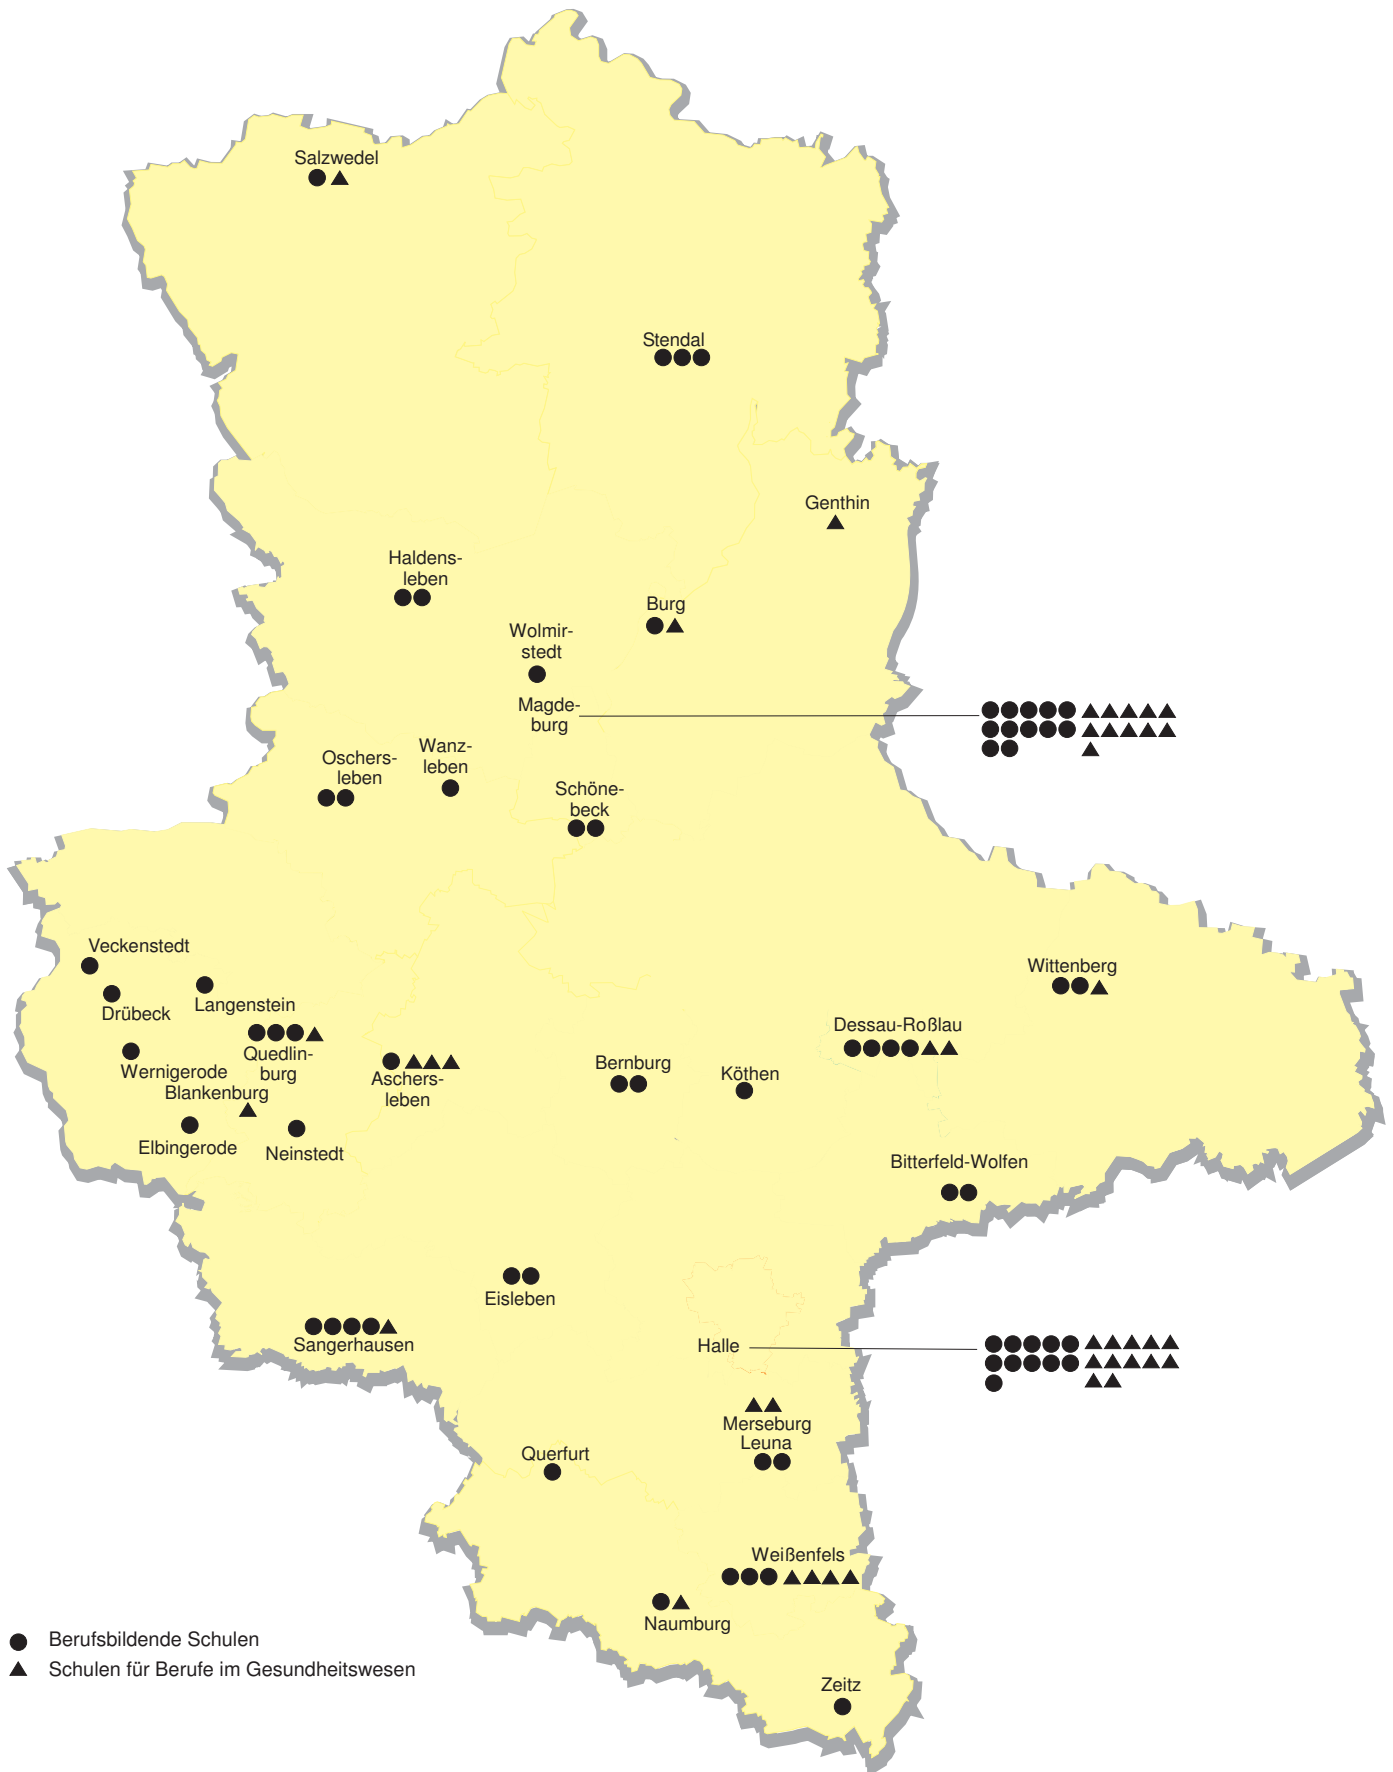 Salzwedel
Stendal
Genthin
Haldens-
leben
Burg
Wolmir-
stedt
Magde-
burg
Wanz-
leben
Oschers-
leben
Schöne-
beck
Veckenstedt
Wittenberg
Langenstein
Drübeck
Dessau-Roßlau
Quedlin-
burg
Wernigerode
Blankenburg
Aschers-
leben
Bernburg
Köthen
Elbingerode
Neinstedt
Bitterfeld-Wolfen
Eisleben
Sangerhausen
Halle
Merseburg
Leuna
Querfurt
Weißenfels
Naumburg
Zeitz
Berufsbildende Schulen
Schulen für Berufe im Gesundheitswesen